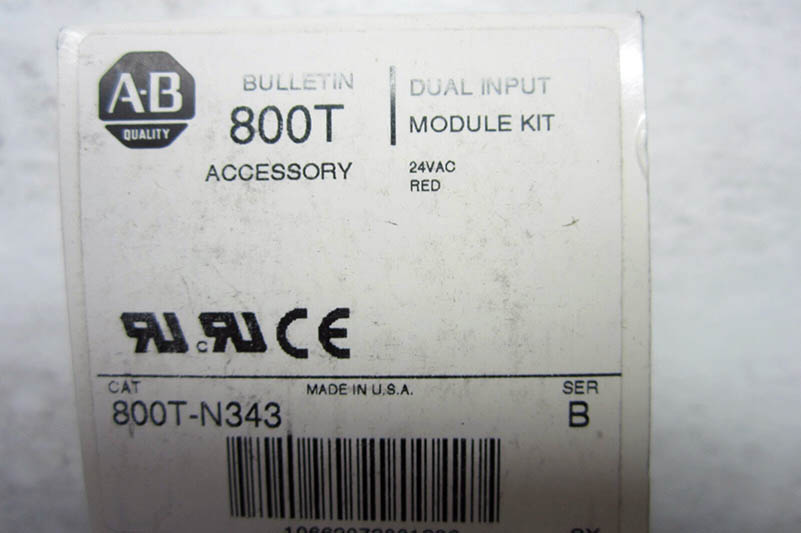 A-B
QUALITY
BULLETIN
800T
ACCESSORY
DUAL INPUT
MODULE KIT
24VAC
RED
CE
CAT
MADE IN U.S.A.
SER
800T-N343
B